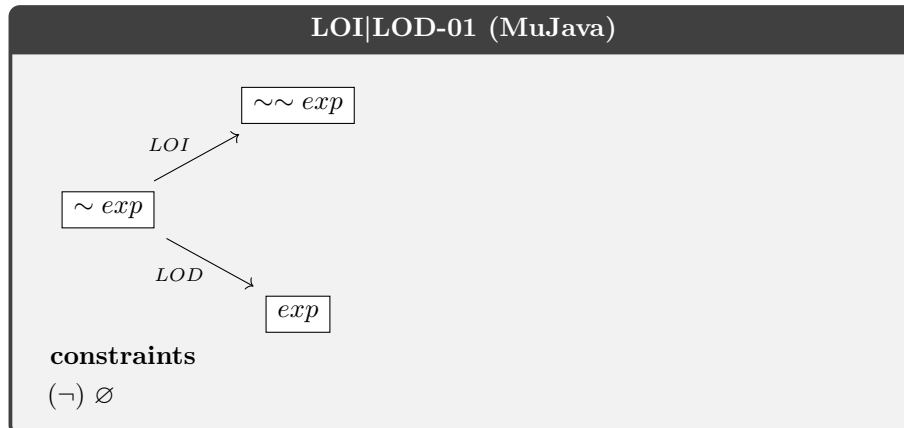 LOI|LOD-01 (MuJava)
∼∼ exp
LOI
∼ exp
LOD
exp
constraints
(¬) ∅